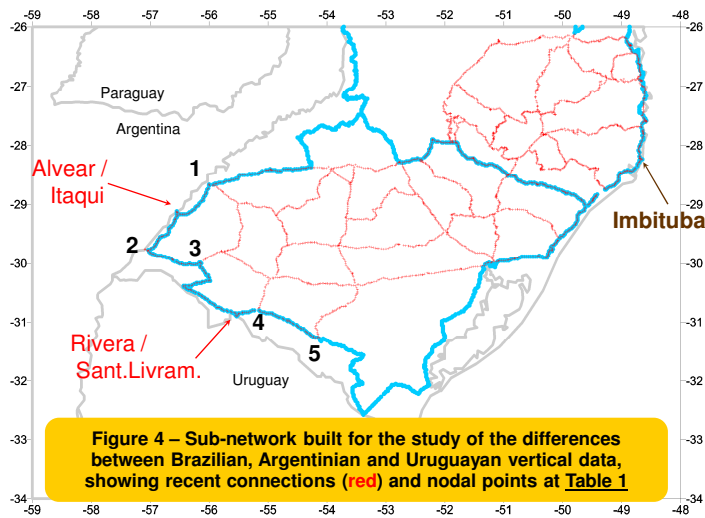 -59 -58 -57 -56 -55 -54 -53 -52 -51 -50 -49 -48
-26 -26
-27 -27
-28 -28
-29 -29
-30 -30
-31 -31
-32 -32
-33 -33
-34 -34
Paraguay
Argentina
1
Alvear /
Itaqui
Imbituba
2
3
4
Rivera /
Sant.Livram.
5
Uruguay
Figure 4 – Sub-network built for the study of the differences
between Brazilian, Argentinian and Uruguayan vertical data,
showing recent connections (red) and nodal points at Table 1
-59 -58 -57 -56 -55 -54 -53 -52 -51 -50 -49 -48